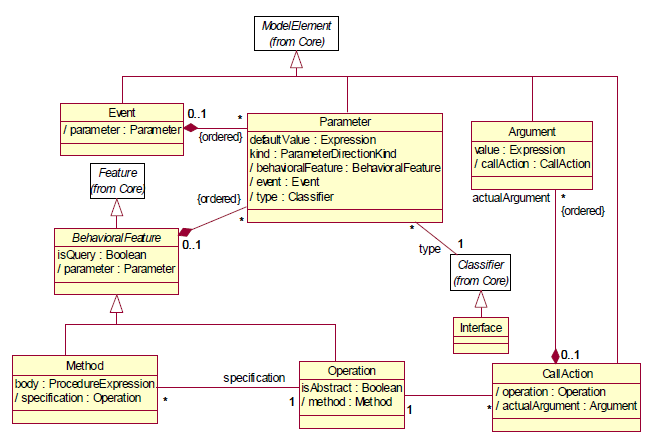 ModelElement
(from Core)
Event
/ parameter : Parameter
0..1
*
{ordered}
Parameter
defaultValue : Expression
kind : ParameterDirectionKind
/ behavioralFeature : BehavioralFeature
/ event : Event
/ type : Classifier
Argument
value : Expression
/ callAction : CallAction
actualArgument
*
{ordered}
Feature
(from Core)
{ordered}
*
0..1
BehavioralFeature
isQuery : Boolean
/ parameter : Parameter
*
type
1
Classifier
(from Core)
Interface
0..1
Method
body : ProcedureExpression
/ specification : Operation
specification
*
1
Operation
isAbstract : Boolean
/ method : Method
1
*
CallAction
/ operation : Operation
/ actualArgument : Argument